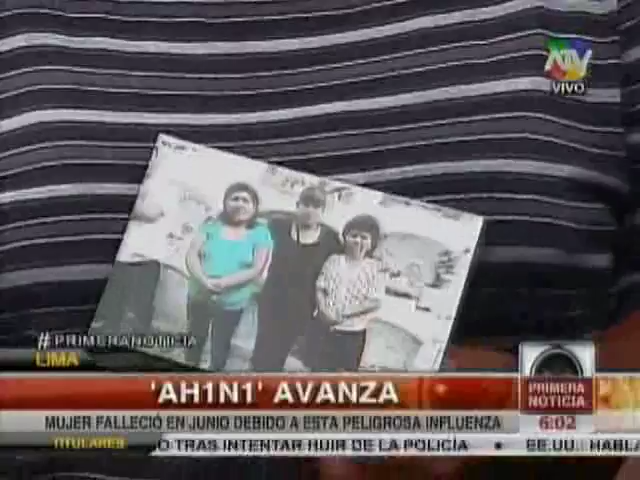 ATV
VIVO
#PRIMERANOTICIA
LIMA
'AH1N1' AVANZA
PRIMERA
NOTICIA
MUJER FALLECIÓ EN JUNIO DEBIDO A ESTA PELIGROSA INFLUENZA
6:02
TITULARES
O TRAS INTENTAR HUIR DE LA POLICÍA • EE.UU.: HABLA